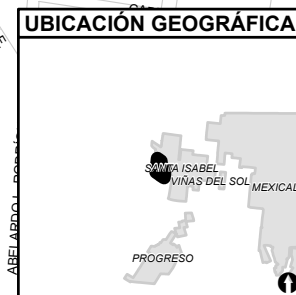 UBICACIÓN GEOGRÁFICA
SANTA ISABEL
VIÑAS DEL SOL
MEXICAL
PROGRESO
ABELARDO L.